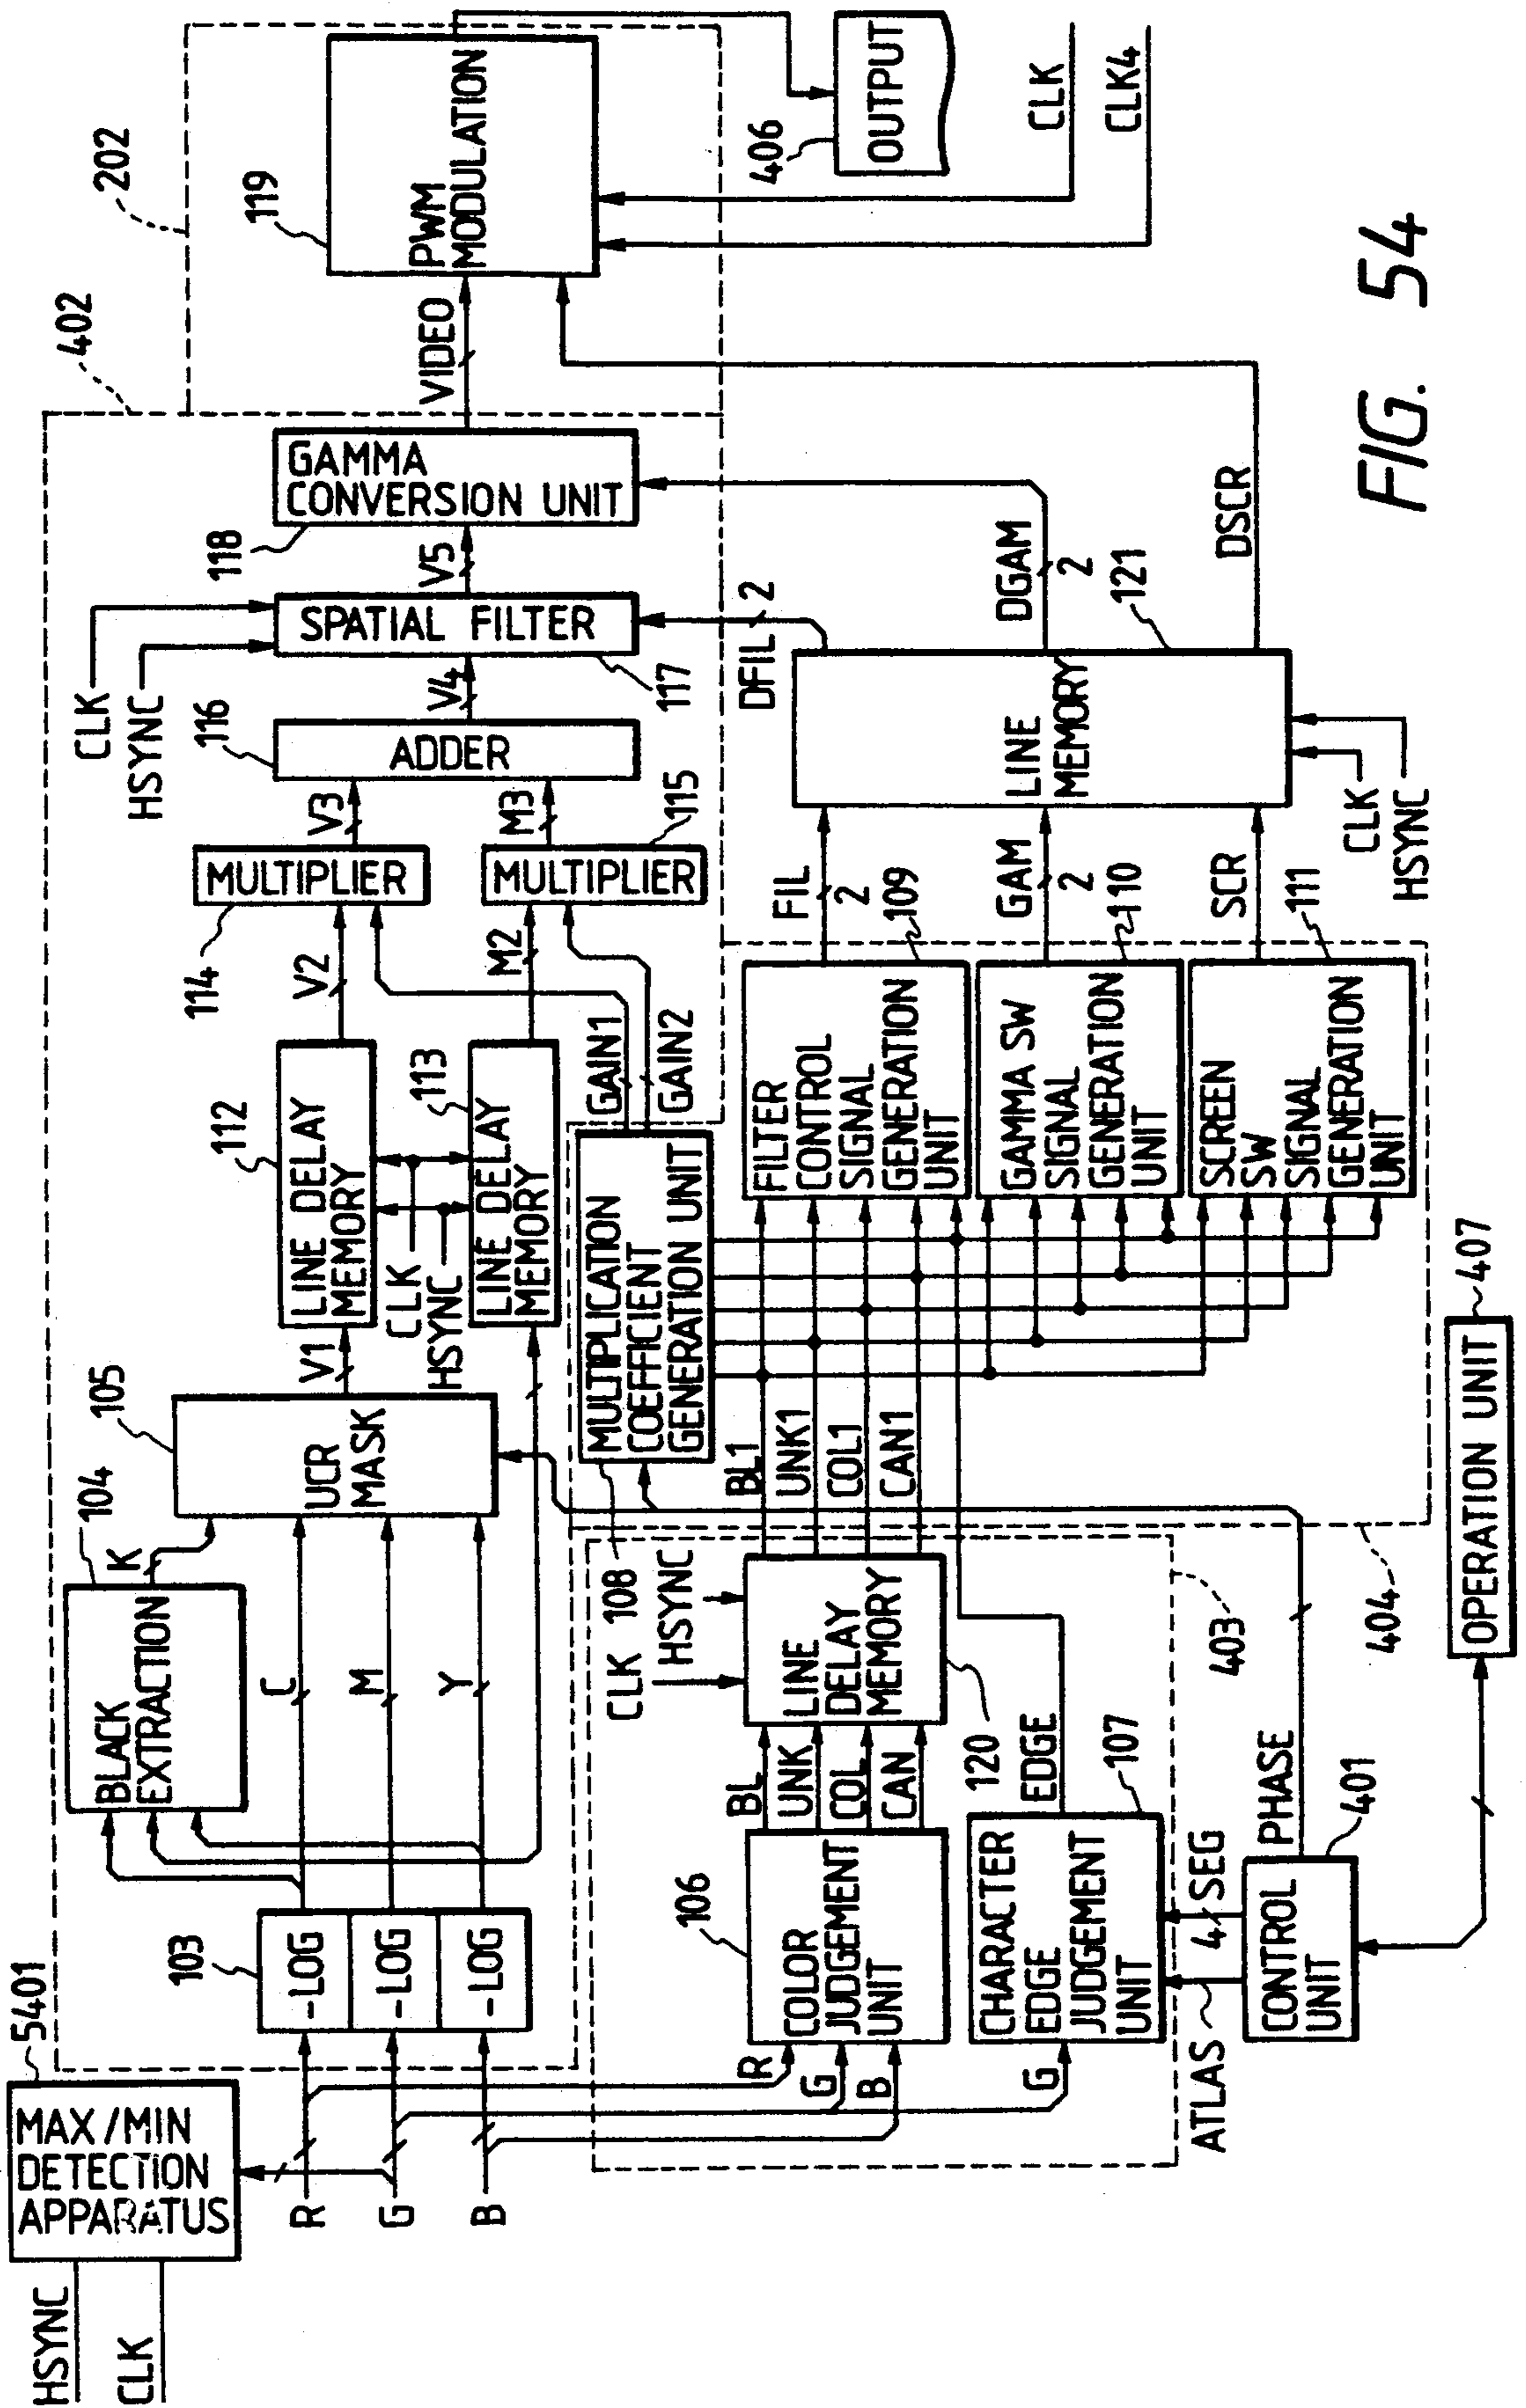 HSYNC
CLK
MAX/MIN
DETECTION
APPARATUS
5401
R
G
B
103
-LOG
-LOG
-LOG
C
M
Y
BLACK
EXTRACTION
104
K
UCR
MASK
105
V1
LINE DELAY
MEMORY
112
CLK
HSYNC
LINE DELAY
MEMORY
113
V2
M2
MULTIPLIER
114
MULTIPLIER
115
V3
M3
ADDER
116
CLK
HSYNC
V4
SPATIAL FILTER
117
V5
GAMMA
CONVERSION UNIT
118
402
VIDEO
202
PWM
MODULATION
119
OUTPUT
406
CLK
CLK4
MULTIPLICATION
COEFFICIENT
GENERATION UNIT
108
GAIN1
GAIN2
R
G
B
G
COLOR
JUDGEMENT
UNIT
106
BL
UNK
COL
CAN
CLK
HSYNC
LINE
DELAY
MEMORY
120
BL1
UNK1
COL1
CAN1
CHARACTER
EDGE
JUDGEMENT
UNIT
107
EDGE
403
FILTER
CONTROL
SIGNAL
GENERATION
UNIT
109
GAMMA SW
SIGNAL
GENERATION
UNIT
110
SCREEN
SW
SIGNAL
GENERATION
UNIT
111
404
FIL
2
GAM
2
SCR
LINE
MEMORY
121
CLK
HSYNC
DFIL
2
DGAM
2
DSCR
ATLAS
4
SEG
CONTROL
UNIT
401
PHASE
OPERATION UNIT
407
FIG. 54